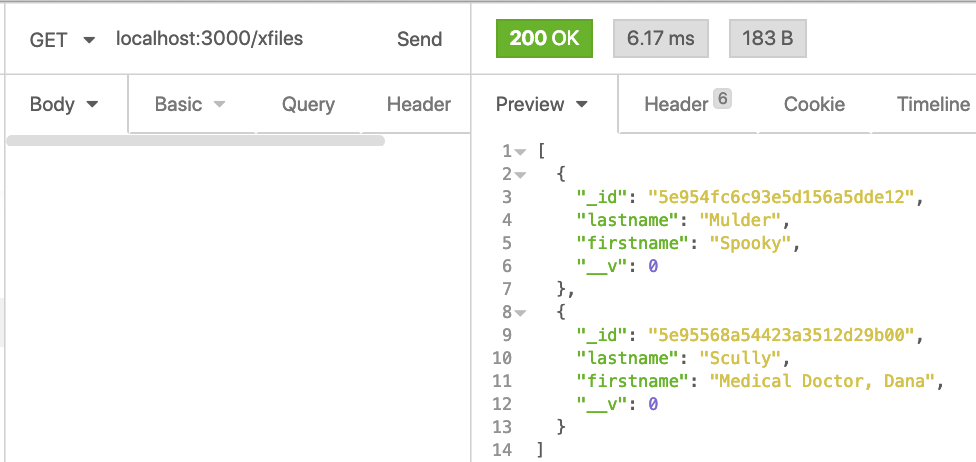 GET localhost:3000/xfiles Send 200 OK 6.17 ms 183 B
Body Basic Query Header Preview Header 6 Cookie Timeline
1 [
2 {
3 "_id": "5e954fc6c93e5d156a5dde12",
4 "lastname": "Mulder",
5 "firstname": "Spooky",
6 "__v": 0
7 },
8 {
9 "_id": "5e95568a54423a3512d29b00",
10 "lastname": "Scully",
11 "firstname": "Medical Doctor, Dana",
12 "__v": 0
13 }
14 ]